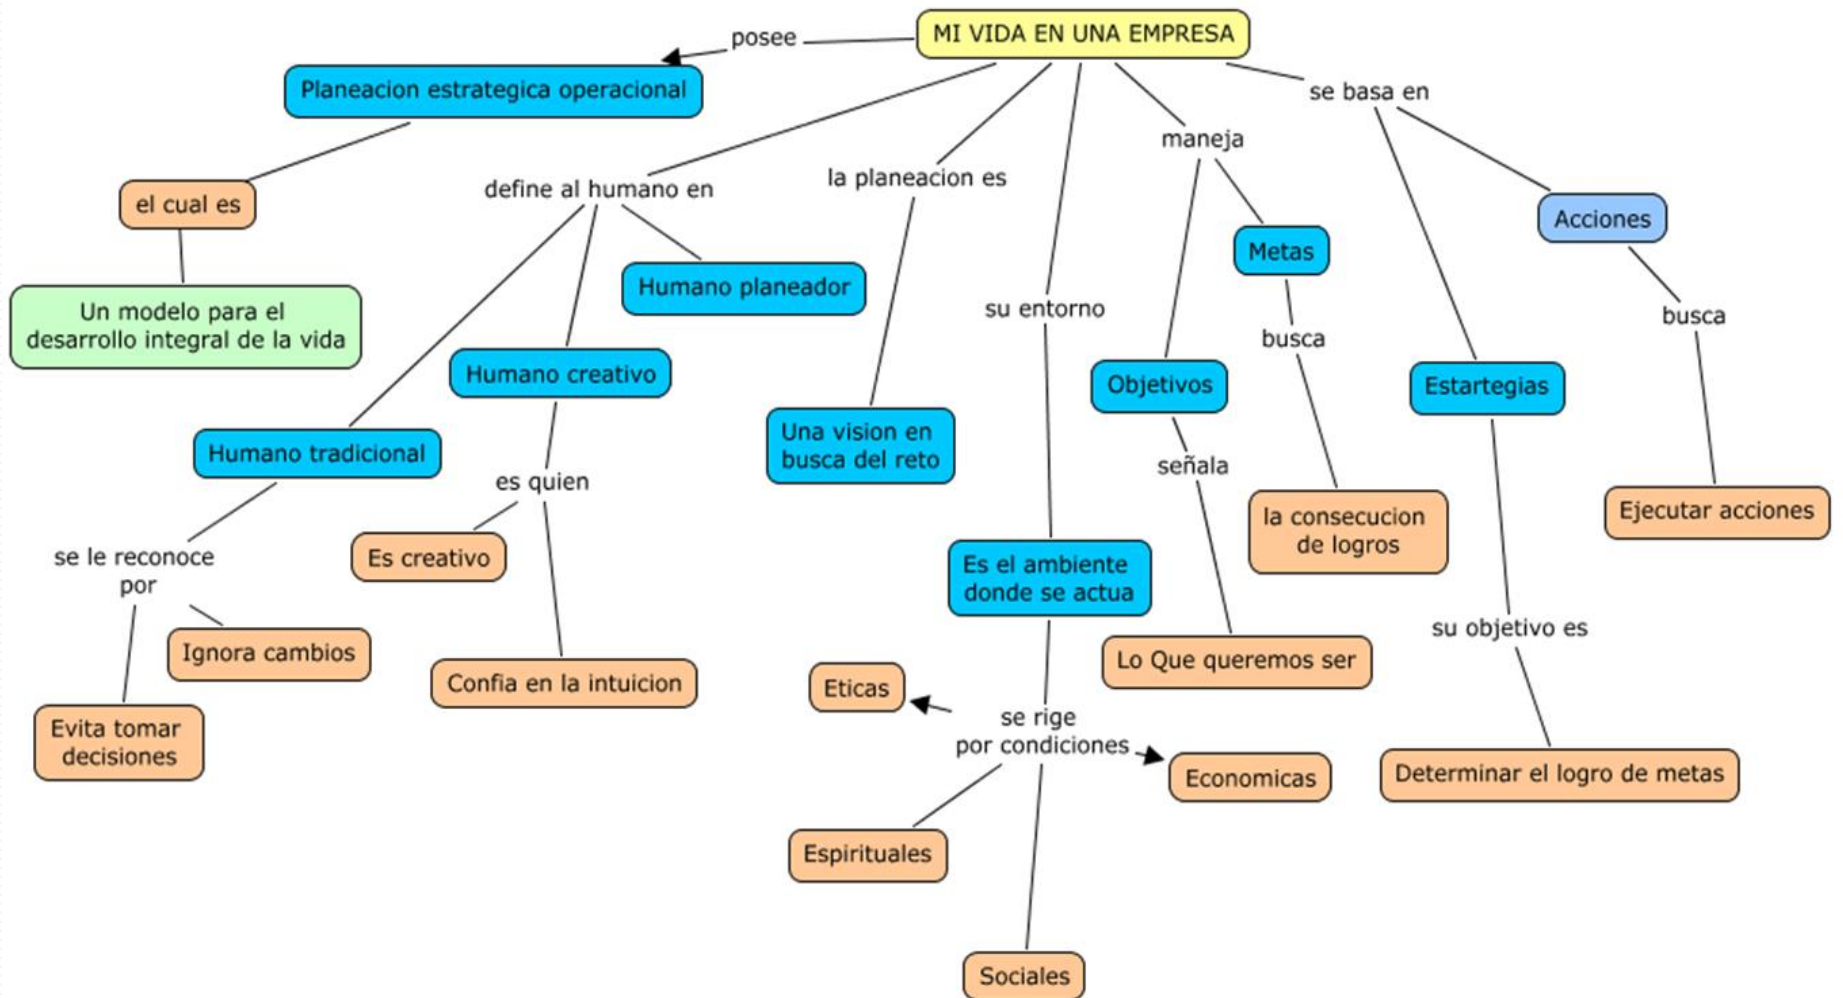 MI VIDA EN UNA EMPRESA
posee
Planeacion estrategica operacional
el cual es
Un modelo para el
desarrollo integral de la vida
define al humano en
Humano planeador
Humano creativo
es quien
Es creativo
Confia en la intuicion
Humano tradicional
se le reconoce
por
Ignora cambios
Evita tomar
decisiones
la planeacion es
Una vision en
busca del reto
su entorno
Es el ambiente
donde se actua
se rige
por condiciones
Eticas
Economicas
Espirituales
Sociales
maneja
Metas
busca
la consecucion
de logros
Objetivos
señala
Lo Que queremos ser
se basa en
Acciones
busca
Ejecutar acciones
Estartegias
su objetivo es
Determinar el logro de metas